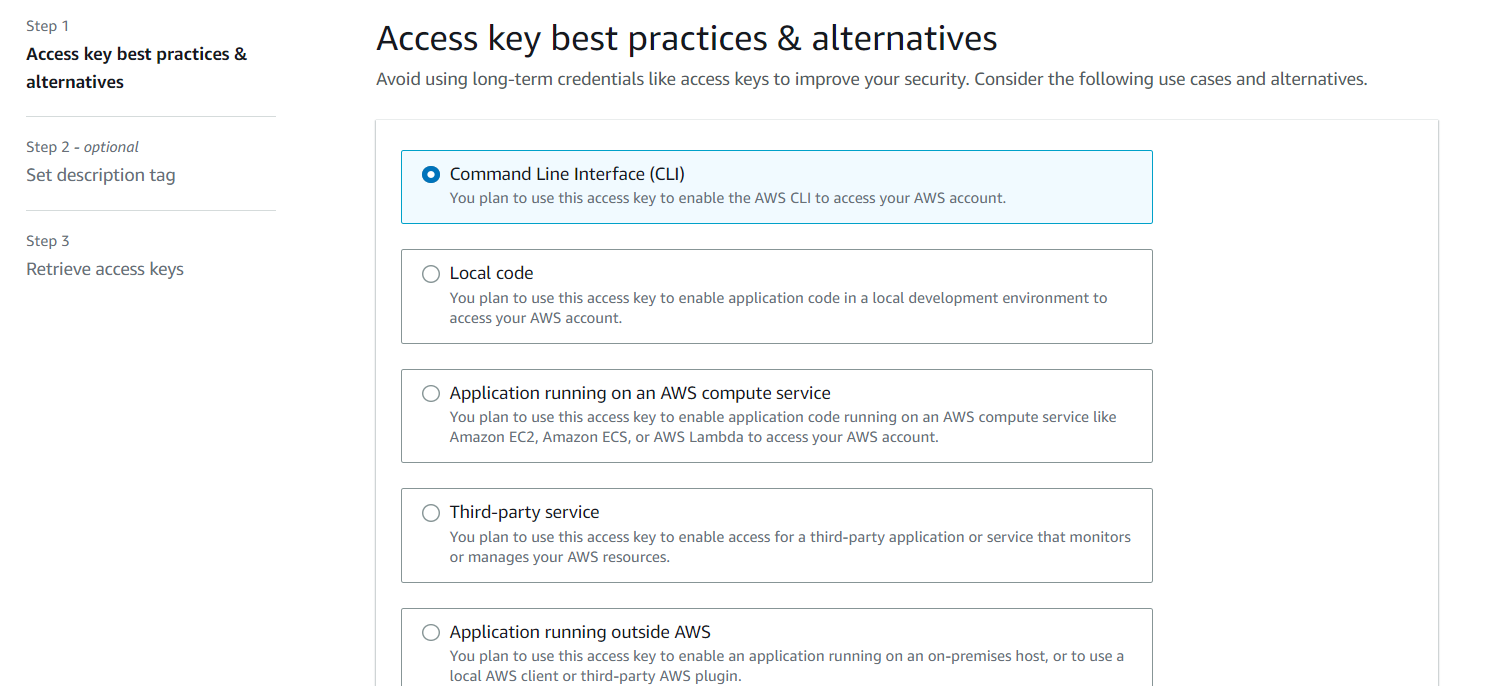 Step 1
Access key best practices &
alternatives
Step 2 - optional
Set description tag
Step 3
Retrieve access keys
Access key best practices & alternatives
Avoid using long-term credentials like access keys to improve your security. Consider the following use cases and alternatives.
Command Line Interface (CLI)
You plan to use this access key to enable the AWS CLI to access your AWS account.
Local code
You plan to use this access key to enable application code in a local development environment to
access your AWS account.
Application running on an AWS compute service
You plan to use this access key to enable application code running on an AWS compute service like
Amazon EC2, Amazon ECS, or AWS Lambda to access your AWS account.
Third-party service
You plan to use this access key to enable access for a third-party application or service that monitors
or manages your AWS resources.
Application running outside AWS
You plan to use this access key to enable an application running on an on-premises host, or to use a
local AWS client or third-party AWS plugin.